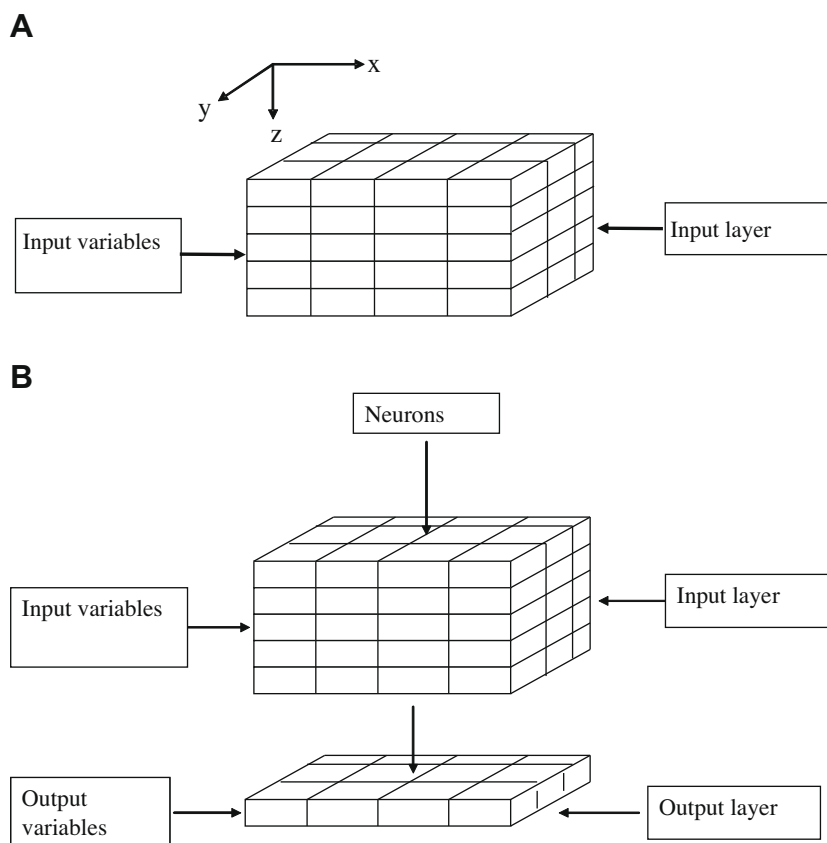 A
x
y
z
Input variables
Input layer
B
Neurons
Input variables
Input layer
Output
variables
Output layer